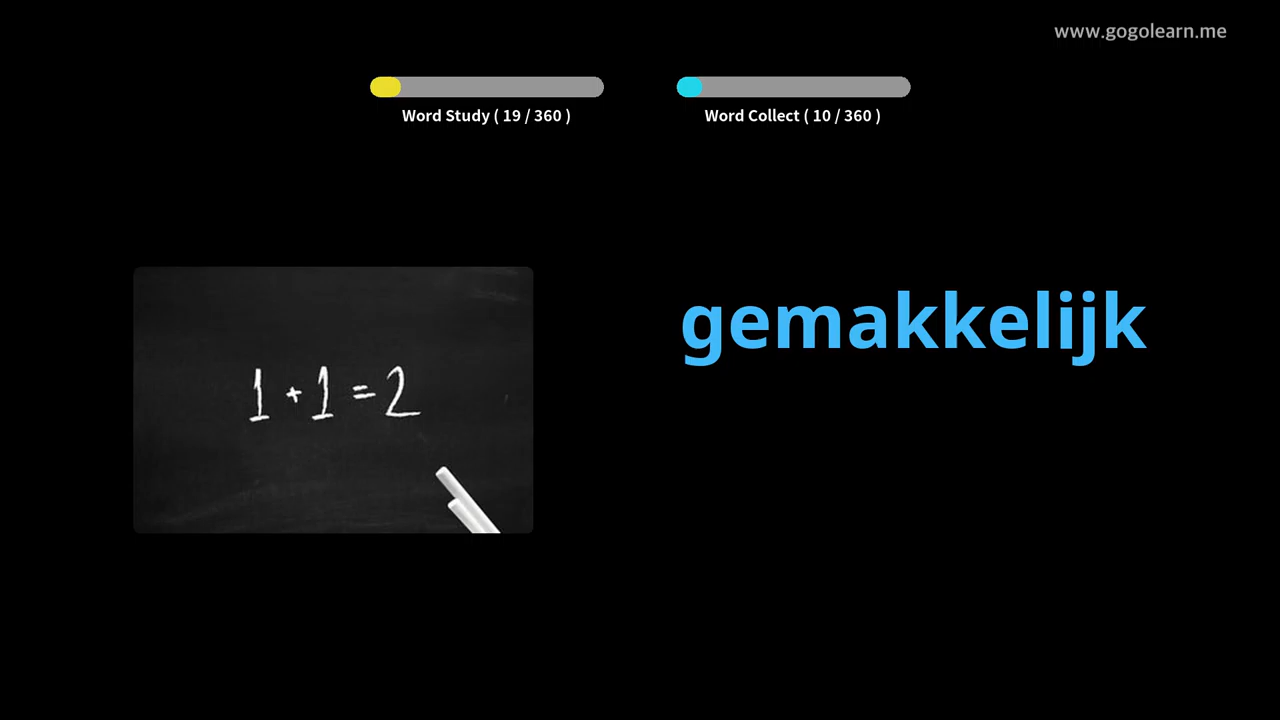 www.gogolearn.me
Word Study ( 19 / 360 )
Word Collect ( 10 / 360 )
gemakkelijk
1 + 1 = 2